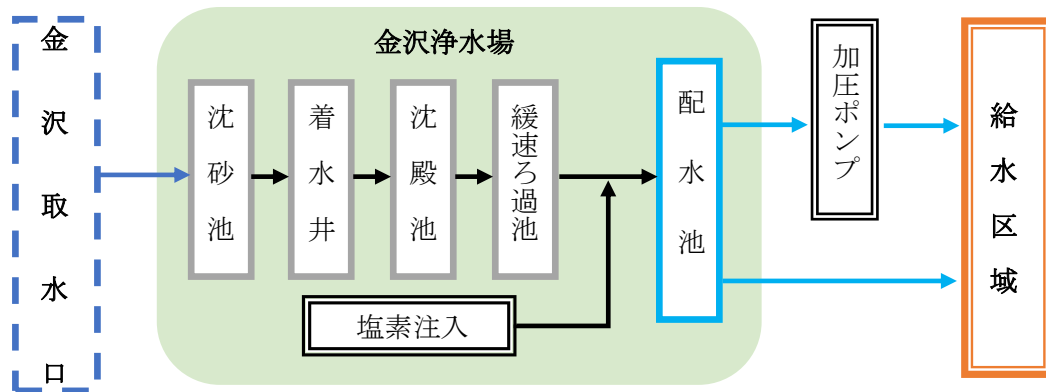 金沢取水口
金沢浄水場
沈砂池
着水井
沈殿池
緩速ろ過池
塩素注入
配水池
加圧ポンプ
給水区域